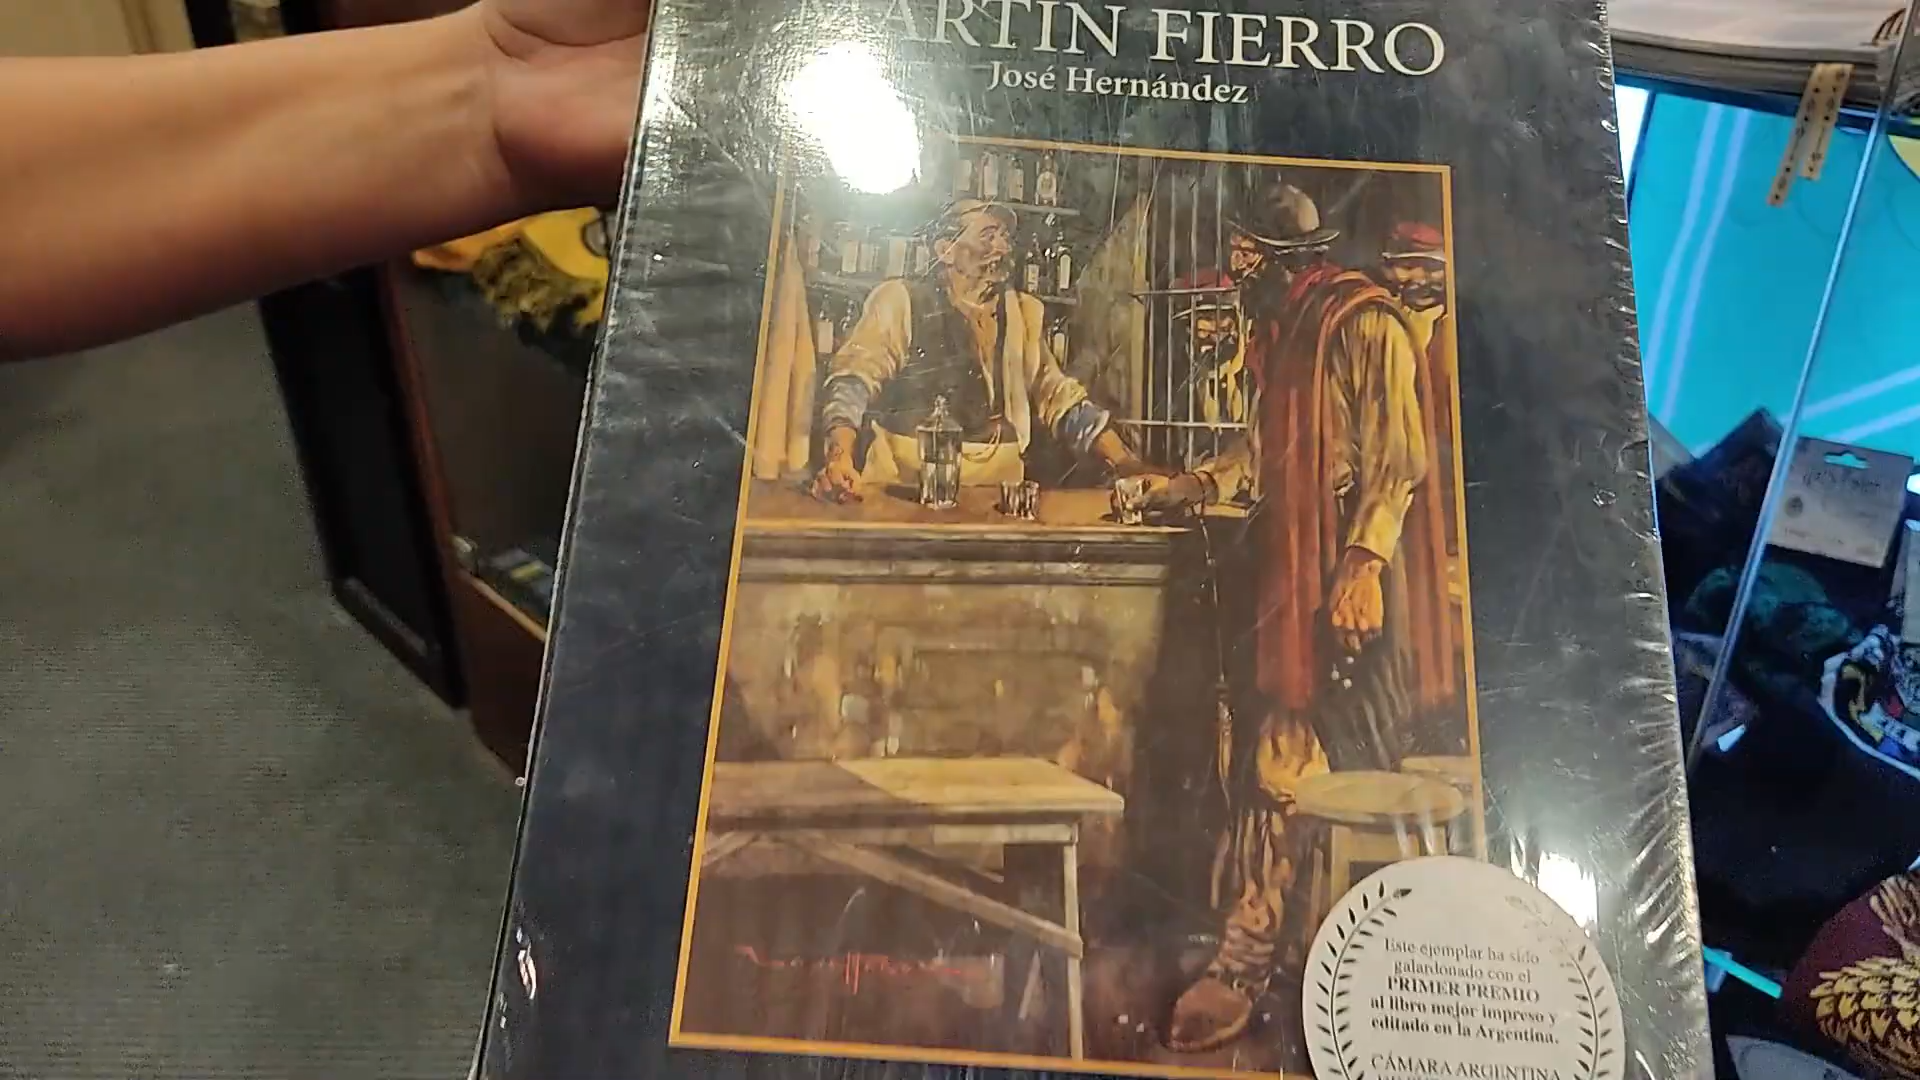 MARTÍN FIERRO
José Hernández
Este ejemplar ha sido
galardonado con el
PRIMER PREMIO
al libro mejor impreso y
editado en la Argentina.
CÁMARA ARGENTINA